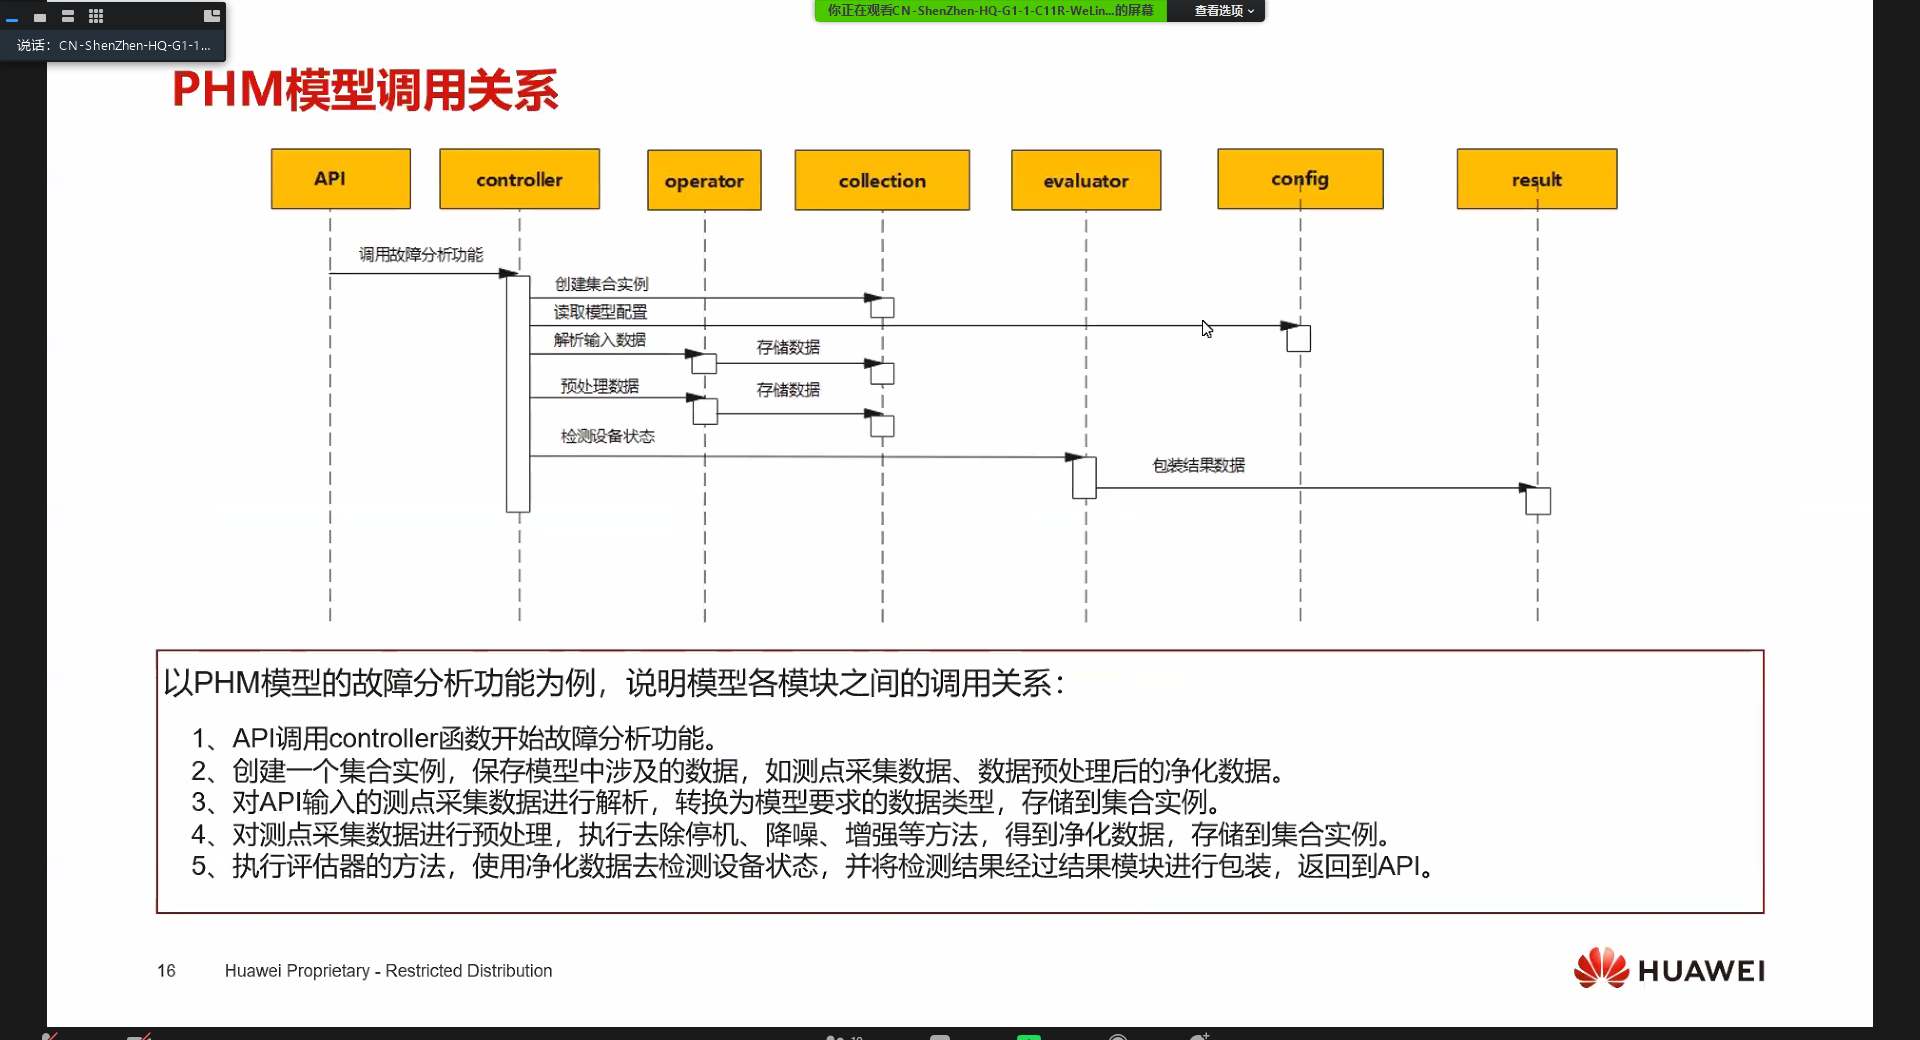 你正在观看CN-ShenZhen-HQ-G1-1-C11R-WeLin...的屏幕
查看选项
说话：CN-ShenZhen-HQ-G1-1...
PHM模型调用关系
API
controller
operator
collection
evaluator
config
result
调用故障分析功能
创建集合实例
读取模型配置
解析输入数据
存储数据
预处理数据
存储数据
检测设备状态
包装结果数据
以PHM模型的故障分析功能为例，说明模型各模块之间的调用关系：
1、API调用controller函数开始故障分析功能。
2、创建一个集合实例，保存模型中涉及的数据，如测点采集数据、数据预处理后的净化数据。
3、对API输入的测点采集数据进行解析，转换为模型要求的数据类型，存储到集合实例。
4、对测点采集数据进行预处理，执行去除停机、降噪、增强等方法，得到净化数据，存储到集合实例。
5、执行评估器的方法，使用净化数据去检测设备状态，并将检测结果经过结果模块进行包装，返回到API。
16
Huawei Proprietary - Restricted Distribution
HUAWEI